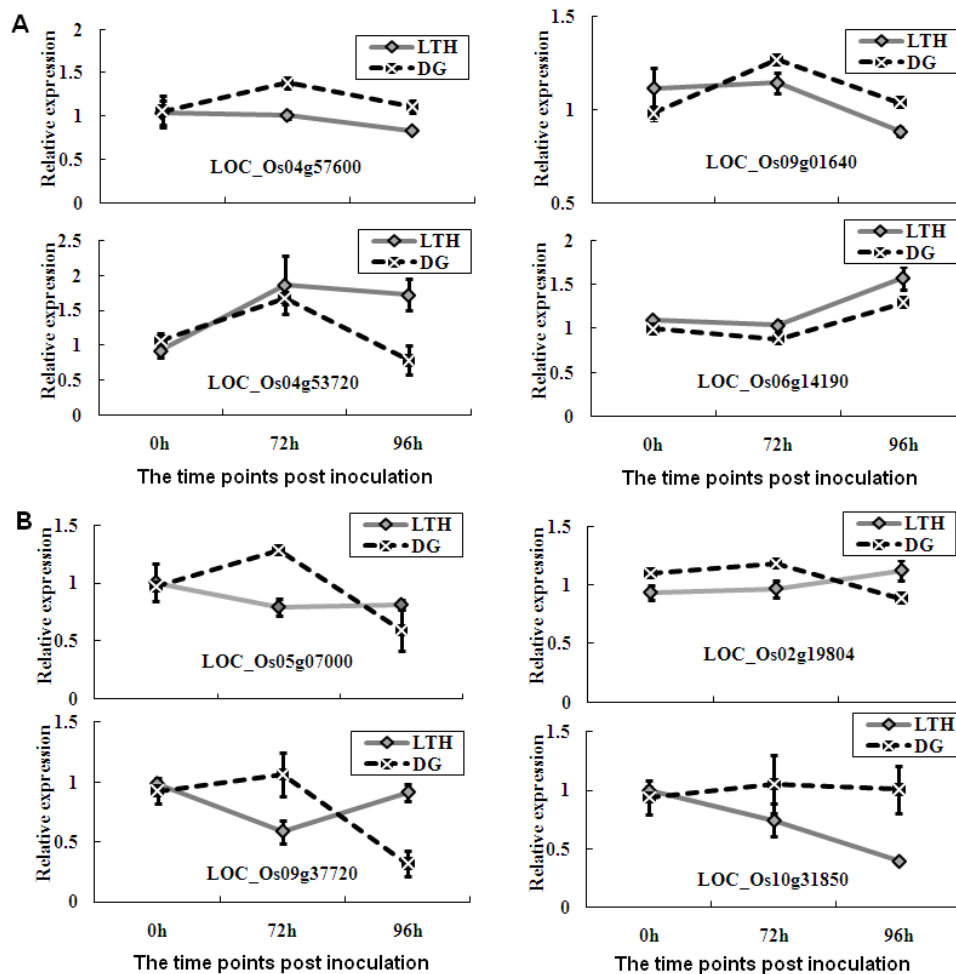 A
Relative expression
2
1.5
1
0.5
0
LTH
DG
LOC_Os04g57600
Relative expression
1.5
1
0.5
LTH
DG
LOC_Os09g01640
Relative expression
2.5
2
1.5
1
0.5
0
LTH
DG
LOC_Os04g53720
0h 72h 96h
The time points post inoculation
Relative expression
2
1.5
1
0.5
0
LTH
DG
LOC_Os06g14190
0h 72h 96h
The time points post inoculation
B
Relative expression
1.5
1
0.5
0
LTH
DG
LOC_Os05g07000
Relative expression
1.5
1
0.5
0
LTH
DG
LOC_Os02g19804
Relative expression
1.5
1
0.5
0
LTH
DG
LOC_Os09g37720
0h 72h 96h
The time points post inoculation
Relative expression
1.5
1
0.5
0
LTH
DG
LOC_Os10g31850
0h 72h 96h
The time points post inoculation